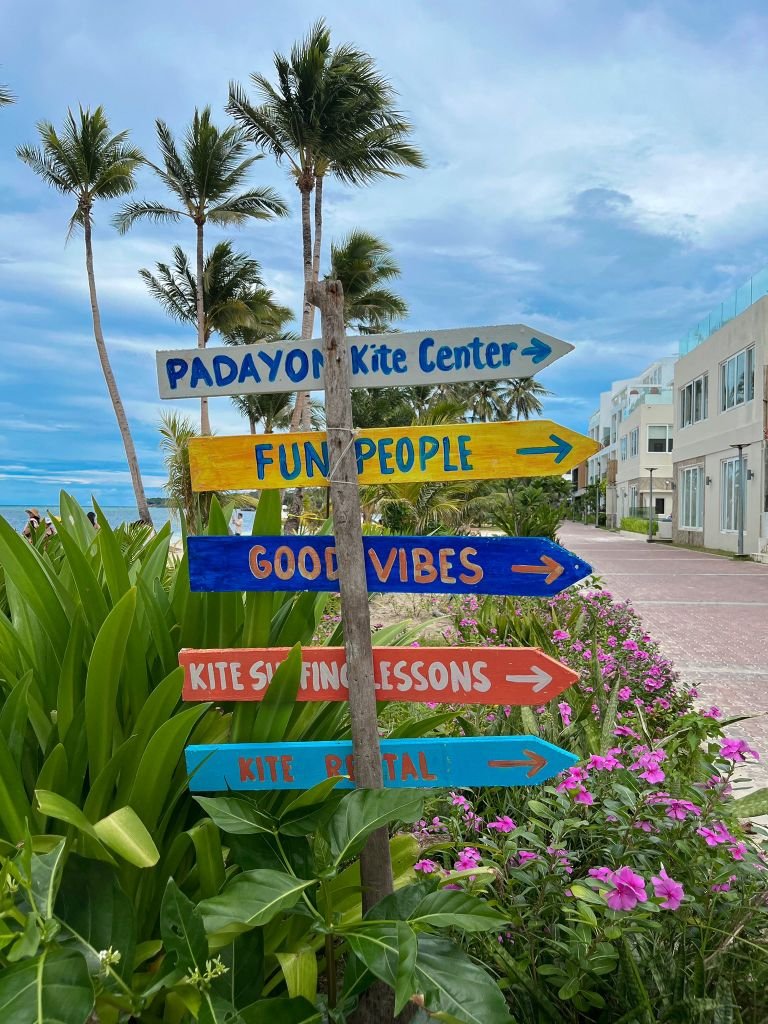 PADAYON Kite Center
FUN PEOPLE
GOOD VIBES
KITE SURFING LESSONS
KITE RENTAL